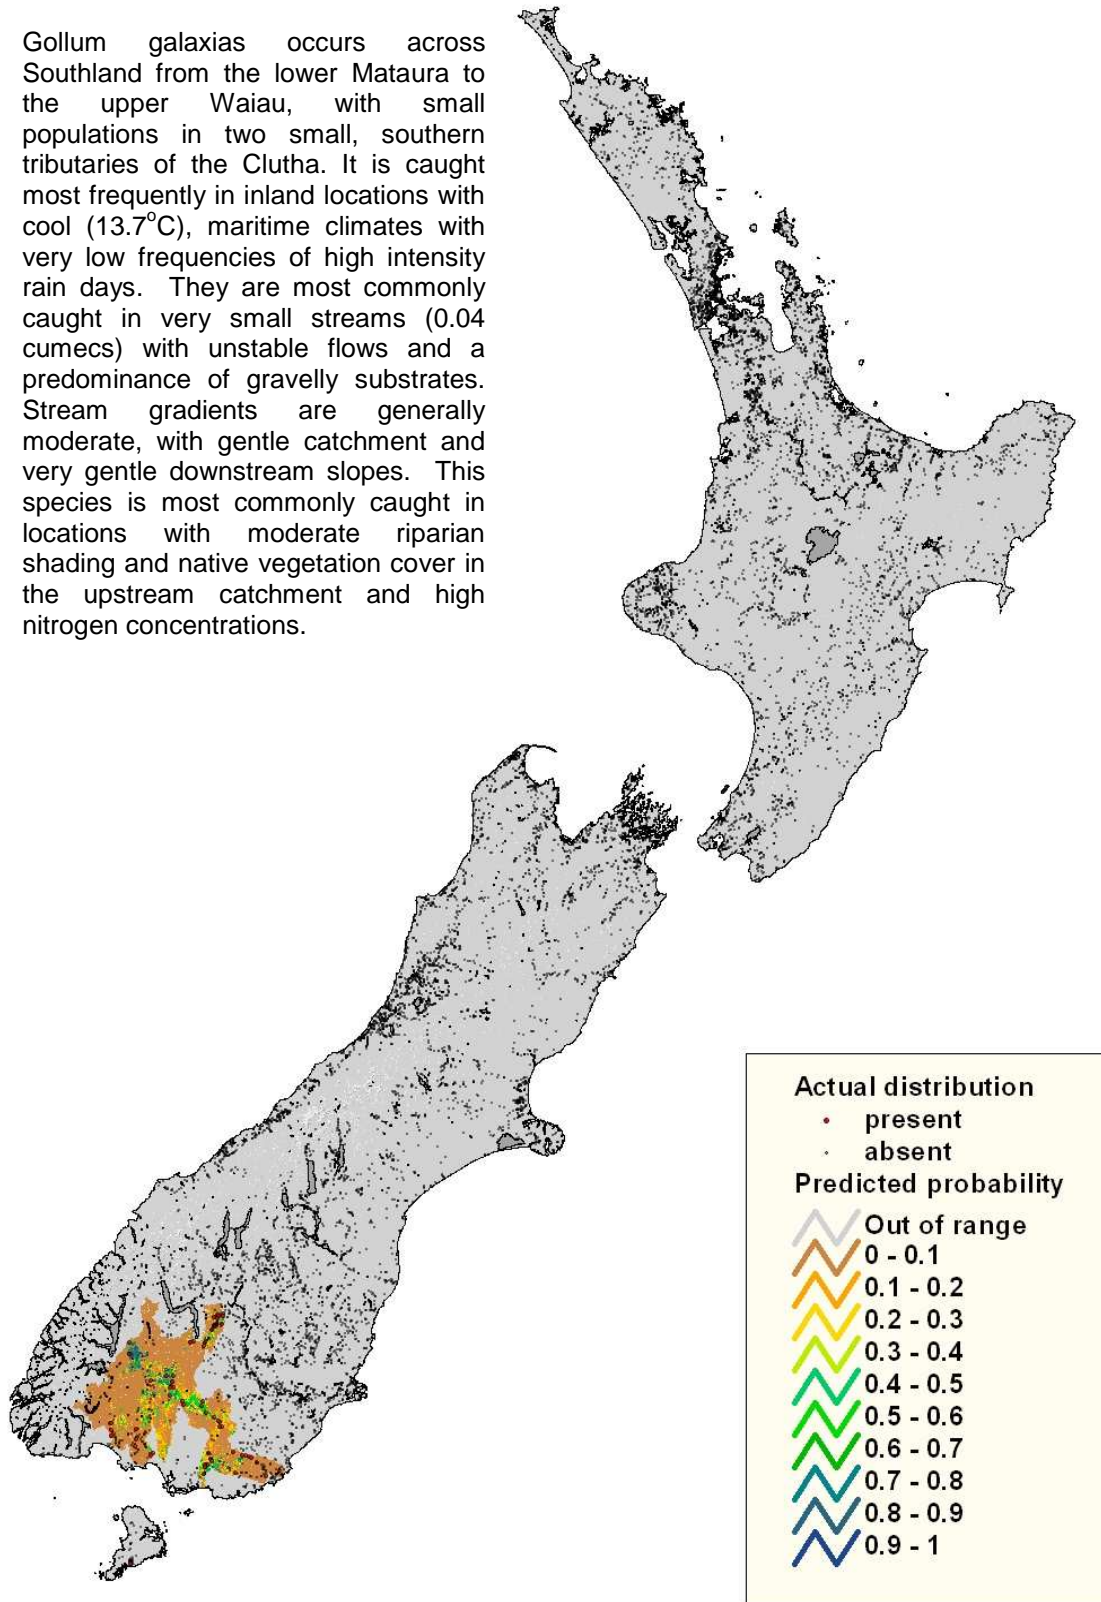 Gollum galaxias occurs across
Southland from the lower Mataura to
the upper Waiau, with small
populations in two small, southern
tributaries of the Clutha. It is caught
most frequently in inland locations with
cool (13.7°C), maritime climates with
very low frequencies of high intensity
rain days. They are most commonly
caught in very small streams (0.04
cumecs) with unstable flows and a
predominance of gravelly substrates.
Stream gradients are generally
moderate, with gentle catchment and
very gentle downstream slopes. This
species is most commonly caught in
locations with moderate riparian
shading and native vegetation cover in
the upstream catchment and high
nitrogen concentrations.
Actual distribution
present
absent
Predicted probability
Out of range
0 - 0.1
0.1 - 0.2
0.2 - 0.3
0.3 - 0.4
0.4 - 0.5
0.5 - 0.6
0.6 - 0.7
0.7 - 0.8
0.8 - 0.9
0.9 - 1